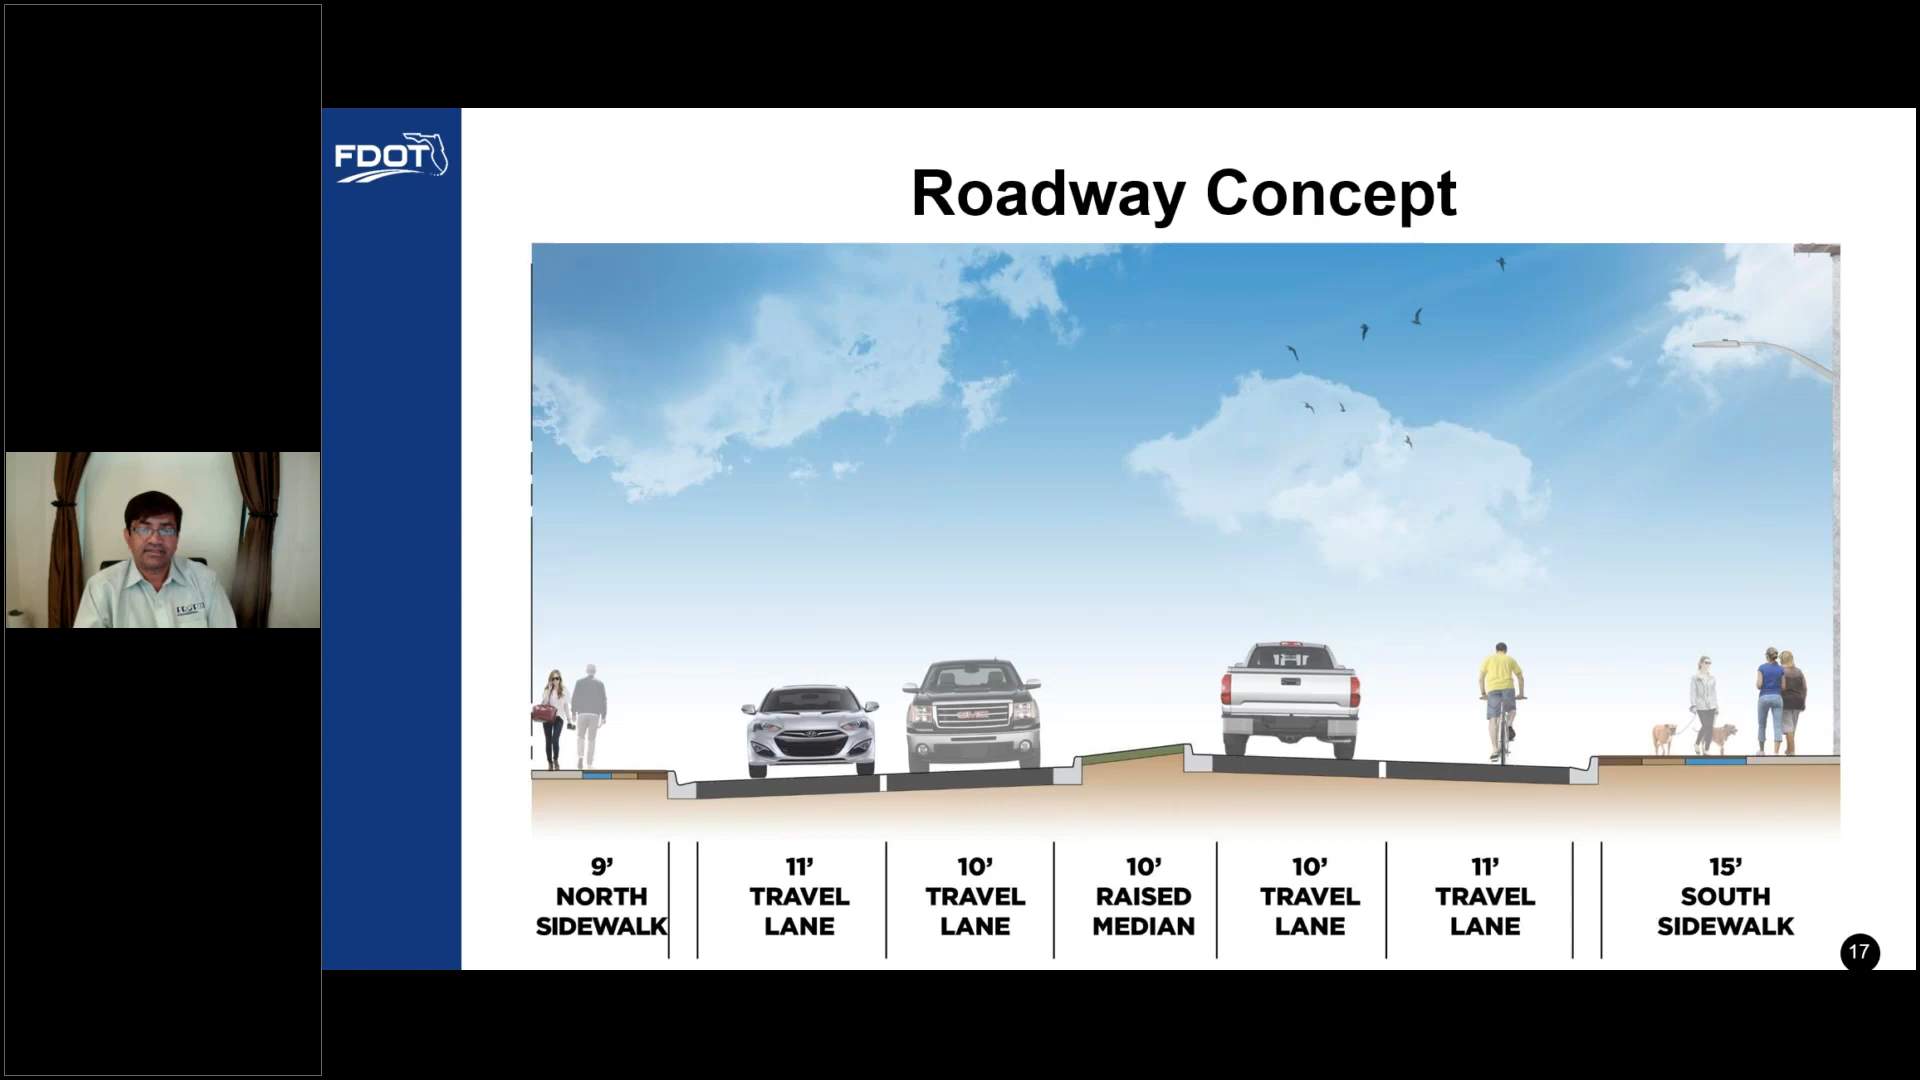 FDOT
Roadway Concept
GMC
9’
NORTH
SIDEWALK
11’
TRAVEL
LANE
10’
TRAVEL
LANE
10’
RAISED
MEDIAN
10’
TRAVEL
LANE
11’
TRAVEL
LANE
15’
SOUTH
SIDEWALK
17